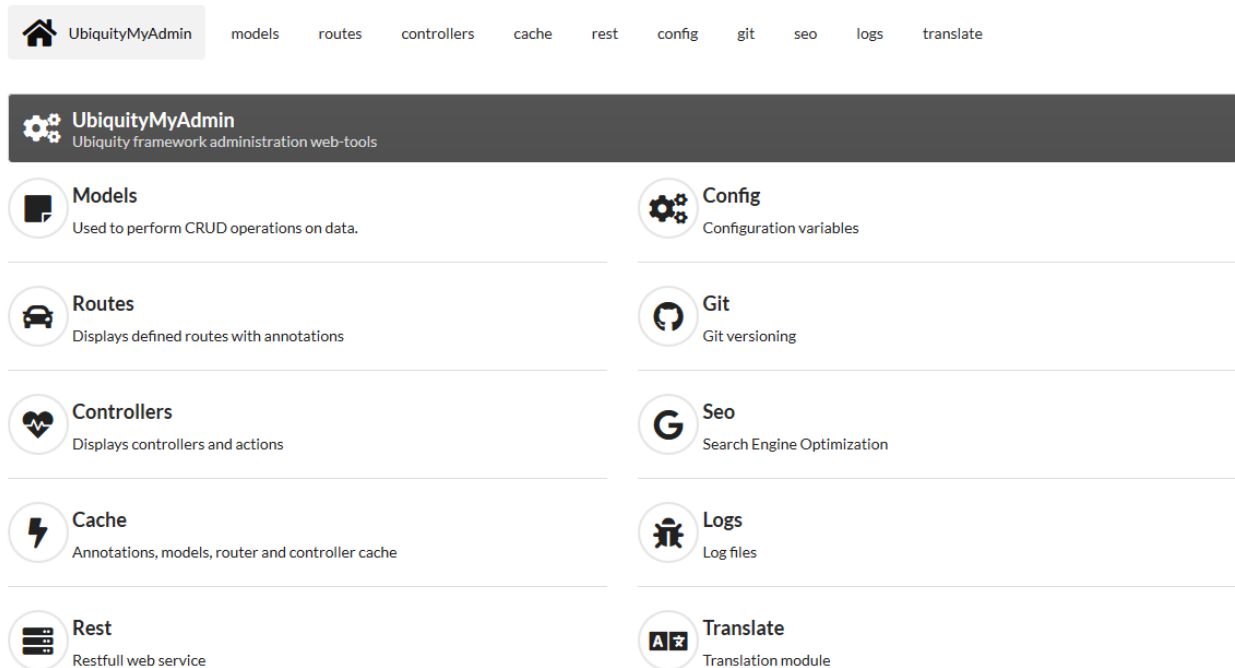 UbiquityMyAdmin models routes controllers cache rest config git seo logs translate
UbiquityMyAdmin
Ubiquity framework administration web-tools
Models
Used to perform CRUD operations on data.
Config
Configuration variables
Routes
Displays defined routes with annotations
Git
Git versioning
Controllers
Displays controllers and actions
Seo
Search Engine Optimization
Cache
Annotations, models, router and controller cache
Logs
Log files
Rest
Restfull web service
Translate
Translation module